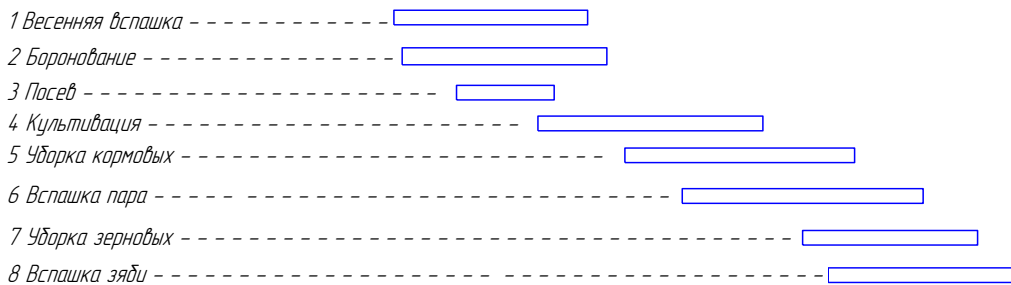 1 Весенняя вспашка
2 Боронование
3 Посев
4 Культивация
5 Уборка кормовых
6 Вспашка пара
7 Уборка зерновых
8 Вспашка зяби